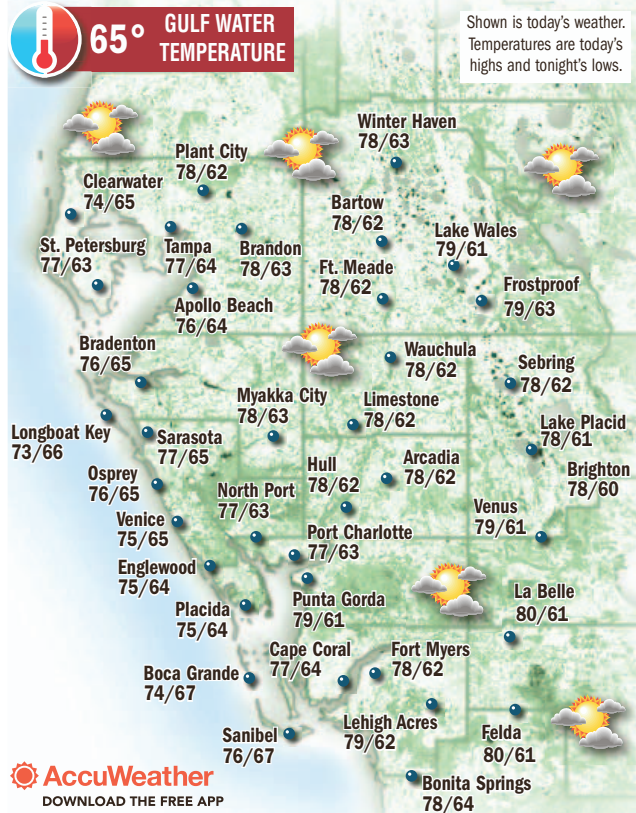 65°
GULF WATER
TEMPERATURE
Shown is today's weather.
Temperatures are today's
highs and tonight's lows.
Winter Haven
78/63
Plant City
78/62
Clearwater
74/65
Bartow
78/62
Lake Wales
79/61
St. Petersburg
77/63
Tampa
77/64
Brandon
78/63
Ft. Meade
78/62
Frostproof
79/63
Apollo Beach
76/64
Bradenton
76/65
Wauchula
78/62
Sebring
78/62
Myakka City
78/63
Limestone
78/62
Longboat Key
73/66
Sarasota
77/65
Lake Placid
78/61
Osprey
76/65
Hull
78/62
Arcadia
78/62
Brighton
78/60
North Port
77/63
Venus
79/61
Venice
75/65
Port Charlotte
77/63
Englewood
75/64
Punta Gorda
79/61
La Belle
80/61
Placida
75/64
Cape Coral
77/64
Fort Myers
78/62
Boca Grande
74/67
Lehigh Acres
79/62
Sanibel
76/67
Felda
80/61
AccuWeather
DOWNLOAD THE FREE APP
Bonita Springs
78/64